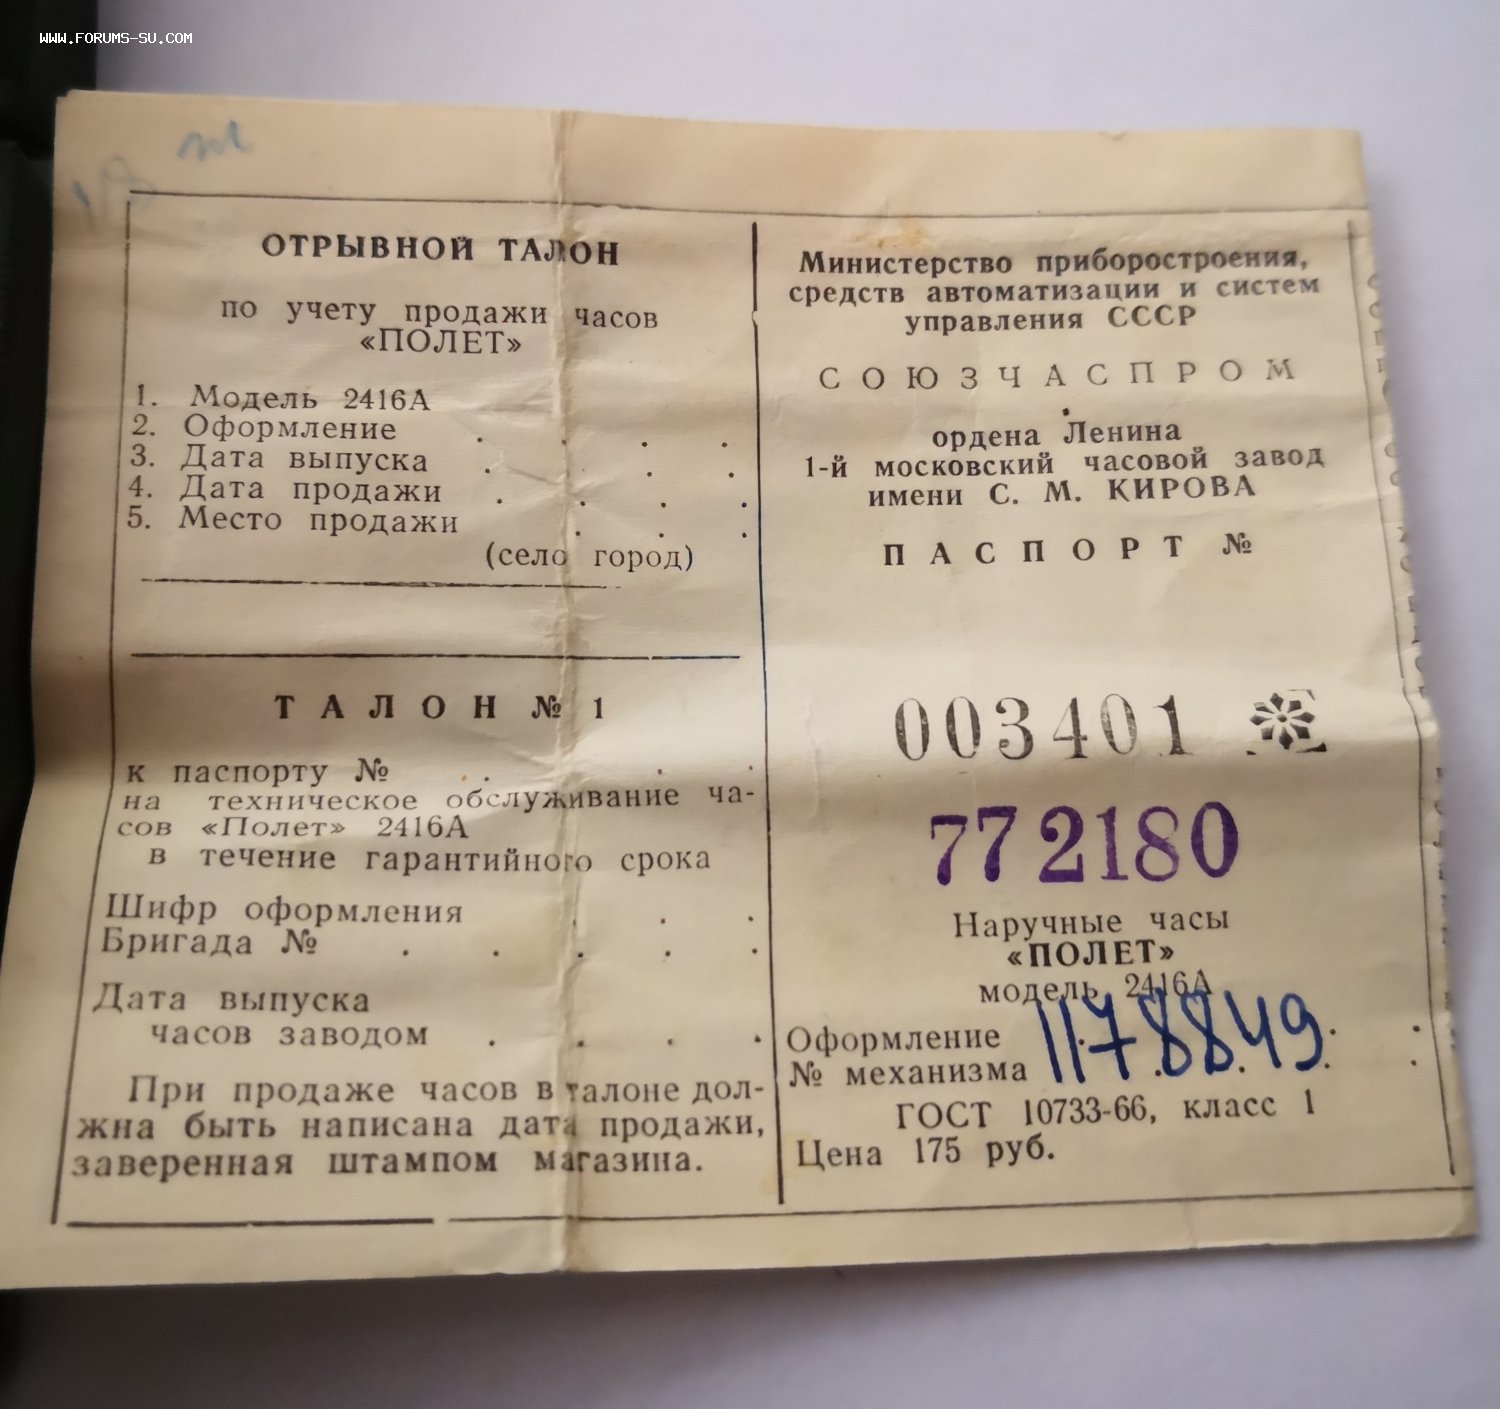 WWW.FORUMS-SU.COM
ОТРЫВНОЙ ТАЛОН
по учету продажи часов
«ПОЛЕТ»
1. Модель 2416А
2. Оформление . . . .
3. Дата выпуска . . .
4. Дата продажи . . . .
5. Место продажи . . .
(село город)
ТАЛОН № 1
к паспорту № . . .
на техническое обслуживание ча-
сов «Полет» 2416А
в течение гарантийного срока
Шифр оформления . . .
Бригада № . . . . .
Дата выпуска
часов заводом . . . .
При продаже часов в талоне дол-
жна быть написана дата продажи,
заверенная штампом магазина.
Министерство приборостроения,
средств автоматизации и систем
управления СССР
СОЮЗЧАСПРОМ
ордена Ленина
1-й московский часовой завод
имени С. М. КИРОВА
ПАСПОРТ №
003401
772180
Наручные часы
«ПОЛЕТ»
модель 2416А
Оформление
№ механизма 1178849
ГОСТ 10733-66, класс 1
Цена 175 руб.